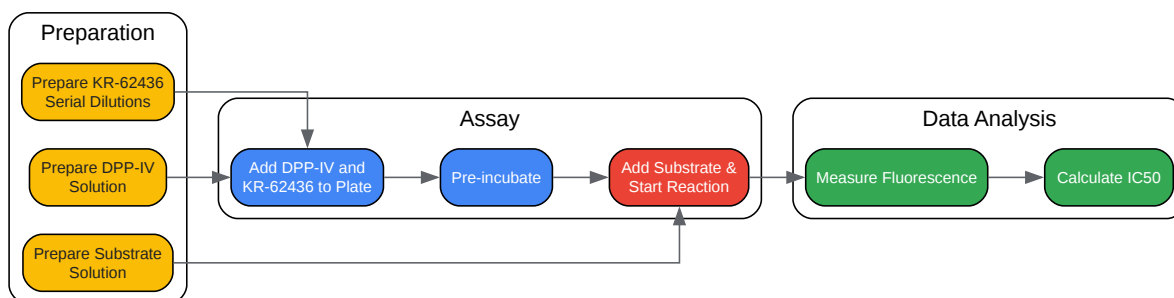 Preparation
Prepare KR-62436
Serial Dilutions
Prepare DPP-IV
Solution
Prepare Substrate
Solution
Assay
Add DPP-IV and
KR-62436 to Plate
Pre-incubate
Add Substrate &
Start Reaction
Data Analysis
Measure Fluorescence
Calculate IC50